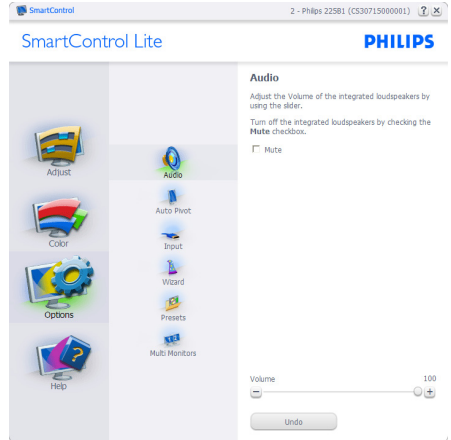 SmartControl
2 - Philips 225B1 (CS30715000001)
?
X
SmartControl Lite
PHILIPS
Adjust
Color
Options
Help
Audio
Auto Pivot
Input
Wizard
Presets
Multi Monitors
Audio
Adjust the Volume of the integrated loudspeakers by
using the slider.
Turn off the integrated loudspeakers by checking the
Mute checkbox.
Mute
Volume
100
Undo